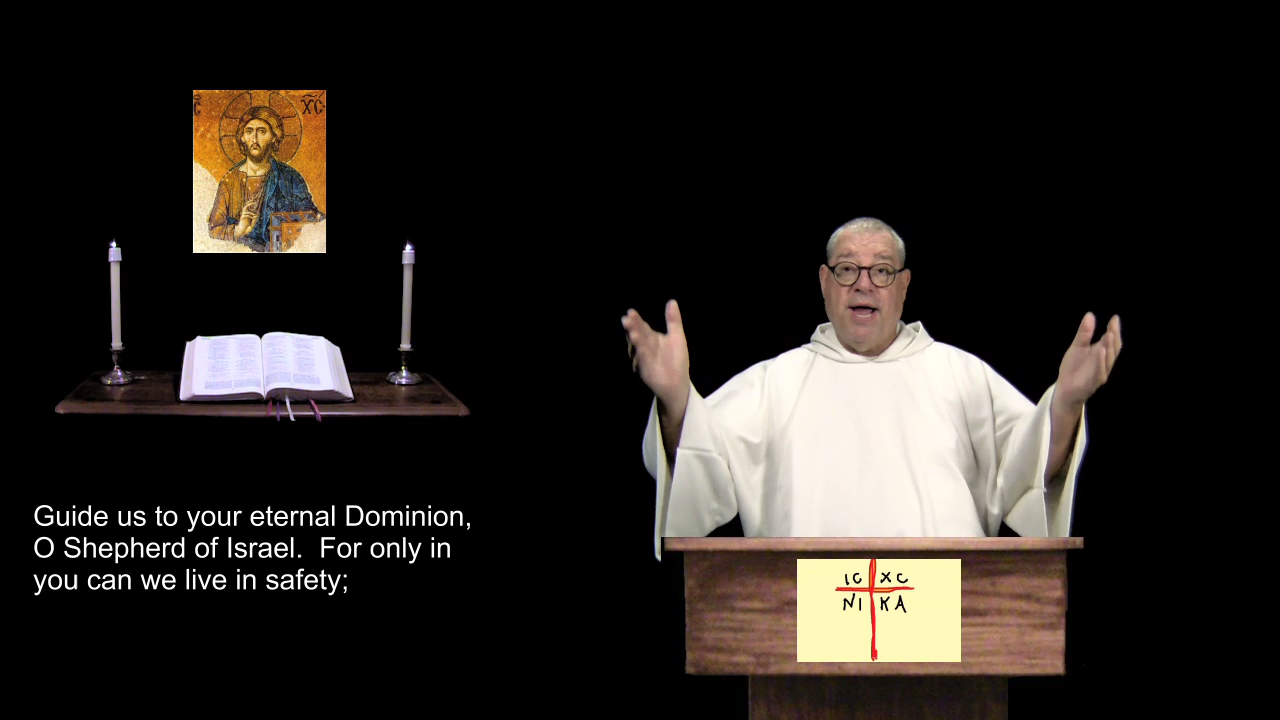 XC
Guide us to your eternal Dominion,
O Shepherd of Israel.  For only in
you can we live in safety;
IC XC
NI KA